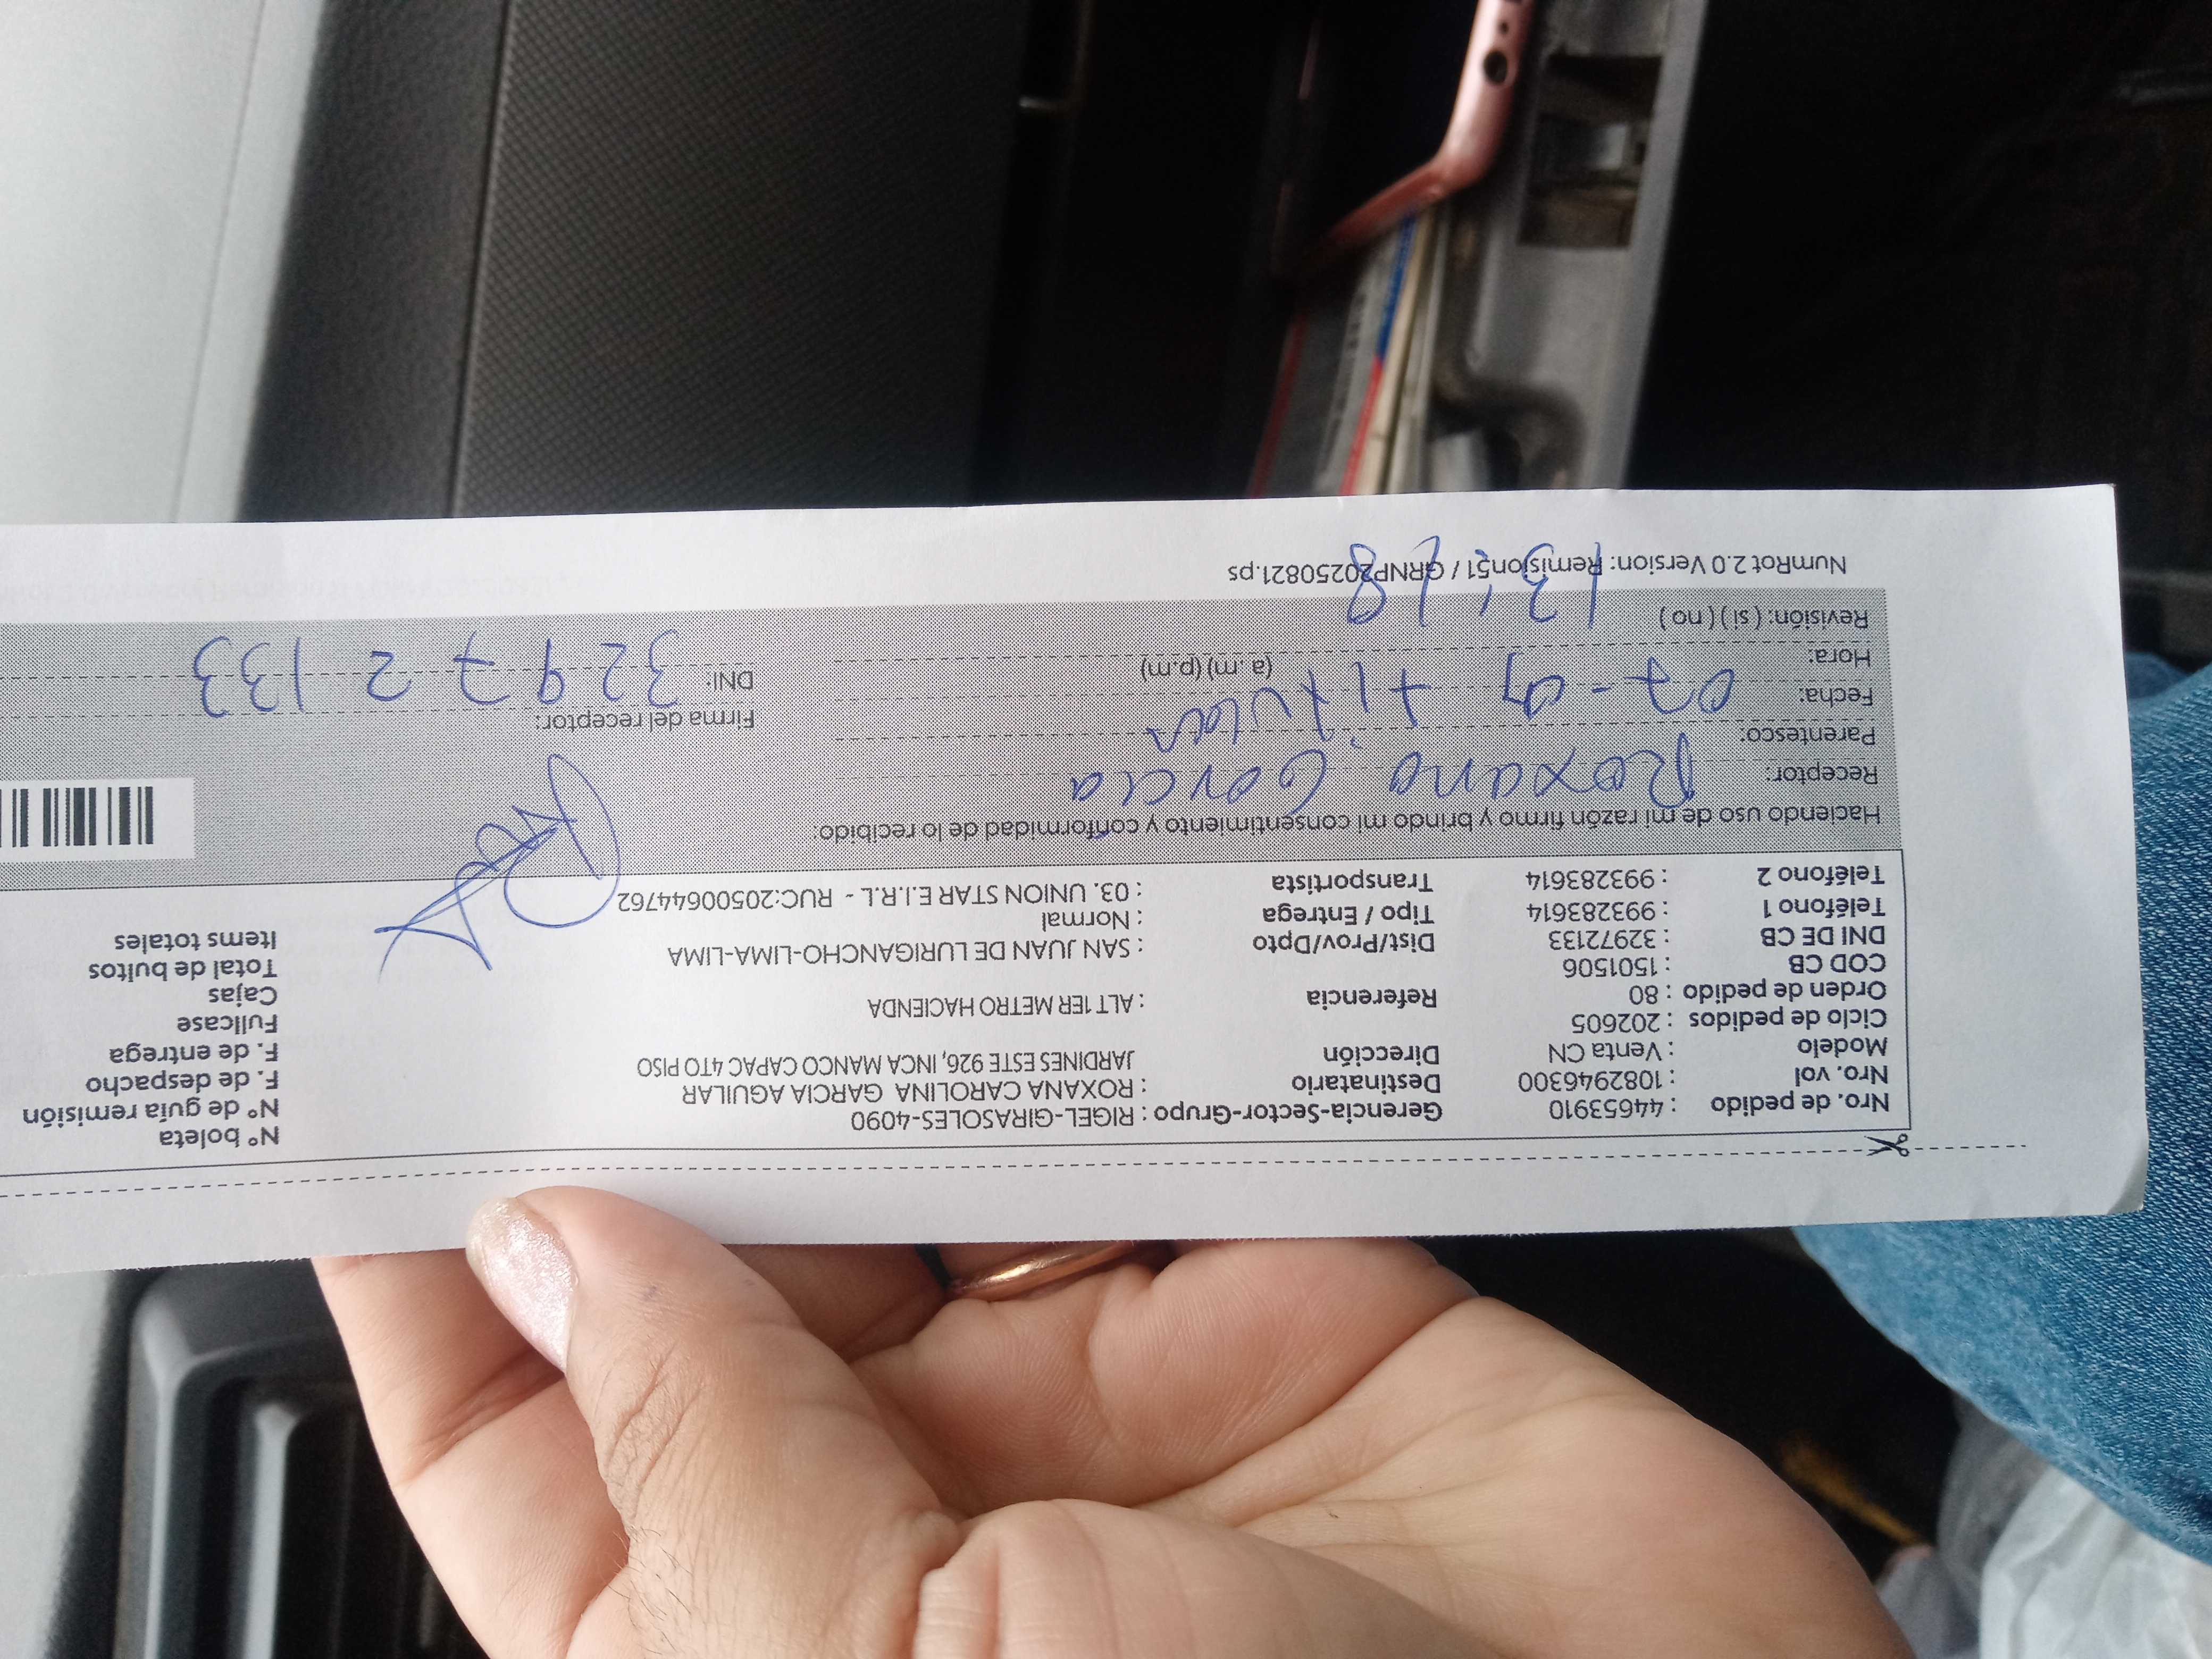 Nro. de pedido : 44653910 Gerencia-Sector-Grupo : RIGEL-GIRASOLES-4090 N° boleta
Nro. vol : 1082946300 Destinatario : ROXANA CAROLINA GARCIA AGUILAR N° de guía remisión
Modelo : Venta CN Dirección JARDINES ESTE 926, INCA MANCO CAPAC 4TO PISO F. de despacho
Ciclo de pedidos : 202605 F. de entrega
Orden de pedido : 80 Referencia : ALT 1ER METRO HACIENDA Fullcase
COD CB : 1501506 Cajas
DNI DE CB : 32972133 Dist/Prov/Dpto : SAN JUAN DE LURIGANCHO-LIMA-LIMA Total de bultos
Teléfono 1 : 993283614 Tipo / Entrega : Normal Items totales
Teléfono 2 : 993283614 Transportista : 03. UNION STAR E.I.R.L - RUC:20500644762
Haciendo uso de mi razón firmo y brindo mi consentimiento y conformidad de lo recibido:
Receptor: Roxana Garcia
Parentesco: titular Firma del receptor:
Fecha: 07-01 DNI: 32972133
Hora: (a.m) (p.m)
Revisión: ( si ) ( no ) 13:18
NumRot 2.0 Version: Remision51 / GRNP20250821.ps